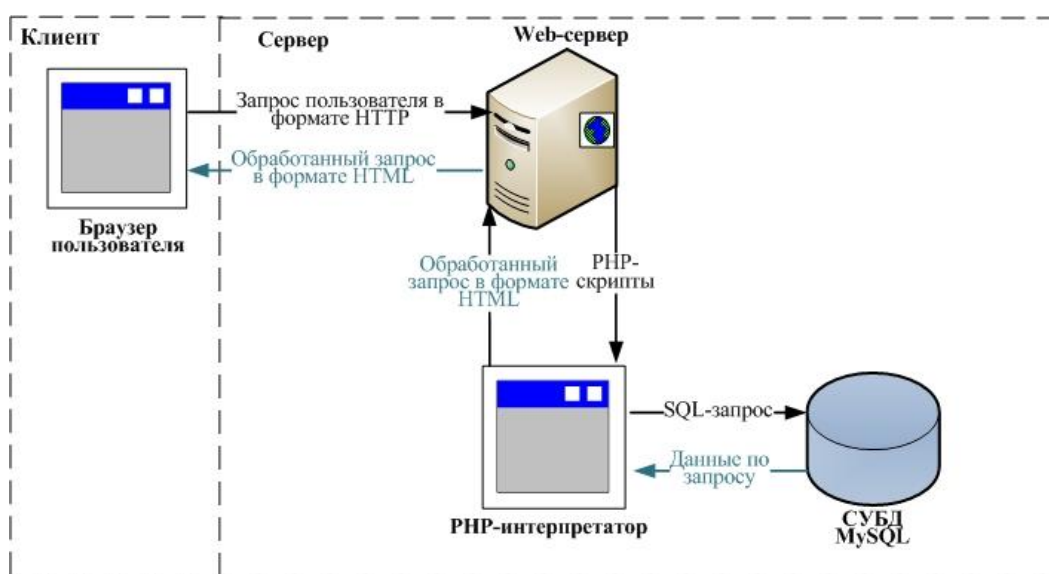 Клиент
Сервер
Web-сервер
Запрос пользователя в
формате HTTP
Обработанный запрос
в формате HTML
Браузер
пользователя
Обработанный
запрос в формате
HTML
PHP-
скрипты
SQL-запрос
Данные по
запросу
PHP-интерпретатор
СУБД
MySQL